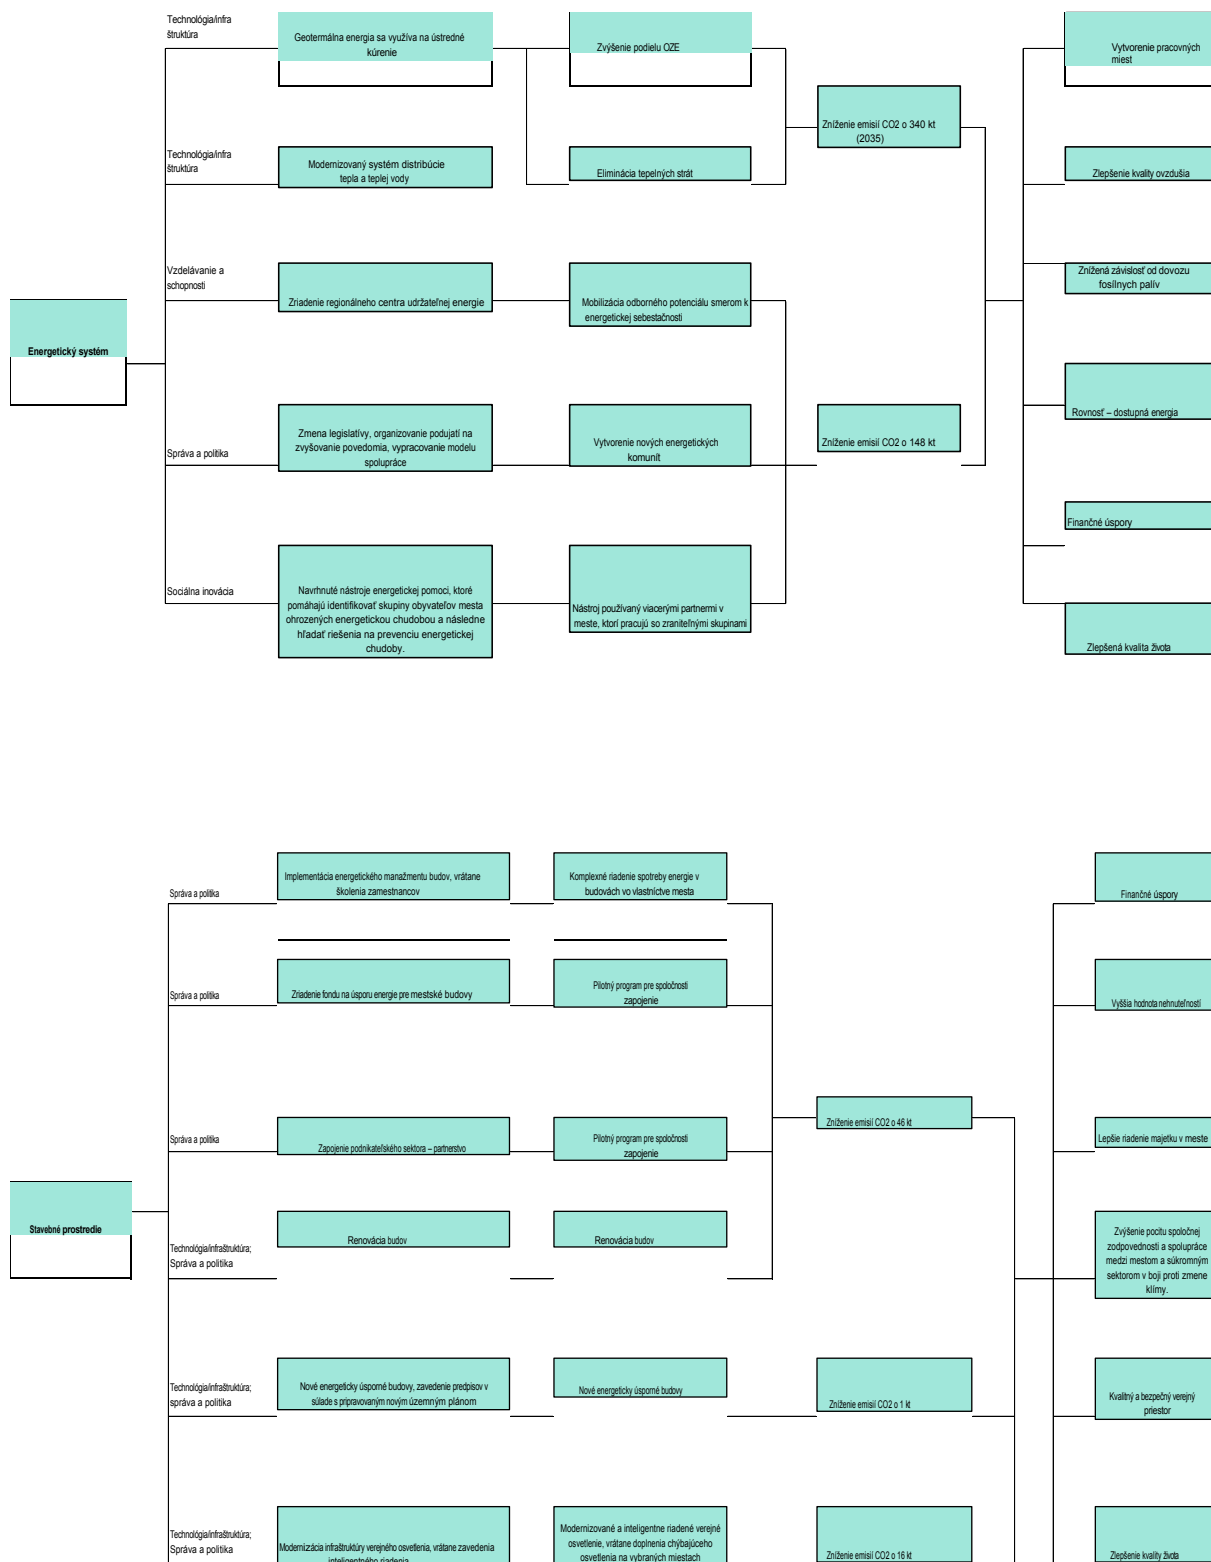 Technológia/infra
štruktúra
Geotermálna energia sa využíva na ústredné
kúrenie
Zvýšenie podielu OZE
Vytvorenie pracovných
miest
Zníženie emisií CO2 o 340 kt
(2035)
Technológia/infra
štruktúra
Modernizovaný systém distribúcie
tepla a teplej vody
Eliminácia tepelných strát
Zlepšenie kvality ovzdušia
Vzdelávanie a
schopnosti
Zriadenie regionálneho centra udržateľnej energie
Mobilizácia odborného potenciálu smerom k
energetickej sebestačnosti
Znížená závislosť od dovozu
fosílnych palív
Energetický systém
Správa a politika
Zmena legislatívy, organizovanie podujatí na
zvyšovanie povedomia, vypracovanie modelu
spolupráce
Vytvorenie nových energetických
komunít
Zníženie emisií CO2 o 148 kt
Rovnosť – dostupná energia
Finančné úspory
Sociálna inovácia
Navrhnuté nástroje energetickej pomoci, ktoré
pomáhajú identifikovať skupiny obyvateľov mesta
ohrozených energetickou chudobou a následne
hľadať riešenia na prevenciu energetickej
chudoby.
Nástroj používaný viacerými partnermi v
meste, ktorí pracujú so zraniteľnými skupinami
Zlepšená kvalita života
Správa a politika
Implementácia energetického manažmentu budov, vrátane
školenia zamestnancov
Komplexné riadenie spotreby energie v
budovách vo vlastníctve mesta
Finančné úspory
Správa a politika
Zriadenie fondu na úsporu energie pre mestské budovy
Pilotný program pre spoločnosti
zapojenie
Vyššia hodnota nehnuteľností
Zníženie emisií CO2 o 46 kt
Správa a politika
Zapojenie podnikateľského sektora – partnerstvo
Pilotný program pre spoločnosti
zapojenie
Lepšie riadenie majetku v meste
Stavebné prostredie
Technológia/infraštruktúra;
Správa a politika
Renovácia budov
Renovácia budov
Zvýšenie pocitu spoločnej
zodpovednosti a spolupráce
medzi mestom a súkromným
sektorom v boji proti zmene
klímy.
Technológia/infraštruktúra;
správa a politika
Nové energeticky úsporné budovy, zavedenie predpisov v
súlade s pripravovaným novým územným plánom
Nové energeticky úsporné budovy
Zníženie emisií CO2 o 1 kt
Kvalitný a bezpečný verejný
priestor
Technológia/infraštruktúra;
Správa a politika
Modernizácia infraštruktúry verejného osvetlenia, vrátane zavedenia
inteligentného riadenia
Modernizované a inteligentne riadené verejné
osvetlenie, vrátane doplnenia chýbajúceho
osvetlenia na vybraných miestach
Zníženie emisií CO2 o 16 kt
Zlepšenie kvality života